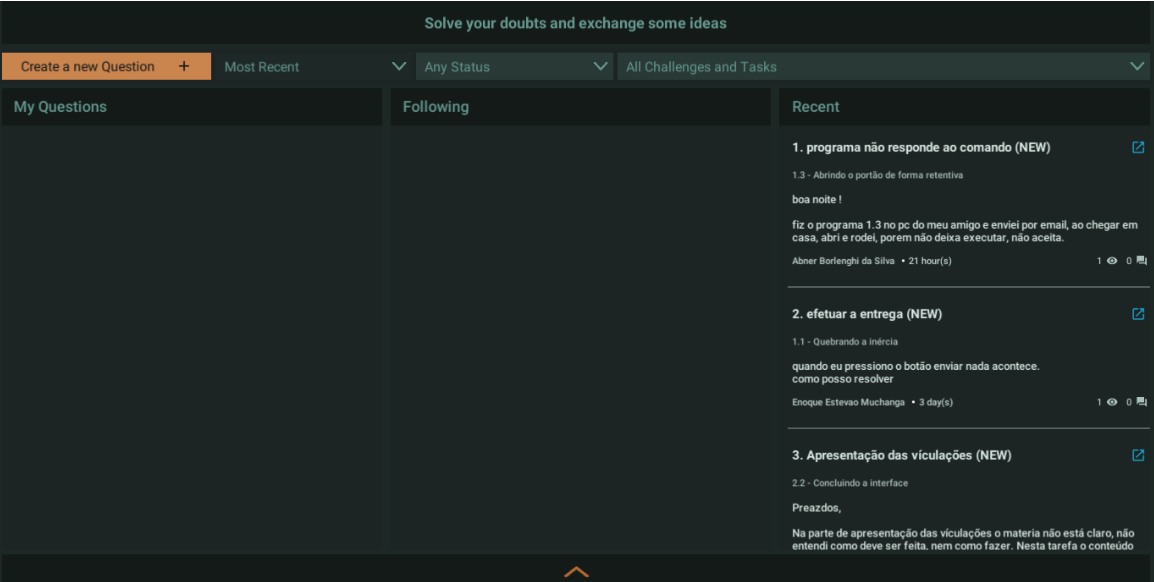 Solve your doubts and exchange some ideas
Create a new Question +
Most Recent
Any Status
All Challenges and Tasks
My Questions
Following
Recent
1. programa não responde ao comando (NEW)
1.3 - Abrindo o portão de forma retentiva
boa noite !
fiz o programa 1.3 no pc do meu amigo e enviei por email, ao chegar em
casa, abri e rodei, porem não deixa executar, não aceita.
Abner Borlenghi da Silva • 21 hour(s) 1 0
2. efetuar a entrega (NEW)
1.1 - Quebrando a inércia
quando eu pressiono o botão enviar nada acontece.
como posso resolver
Enoque Estevao Muchanga • 3 day(s) 1 0
3. Apresentação das vículações (NEW)
2.2 - Concluindo a interface
Preazdos,
Na parte de apresentação das vículações o materia não está claro, não
entendi como deve ser feita, nem como fazer. Nesta tarefa o conteúdo